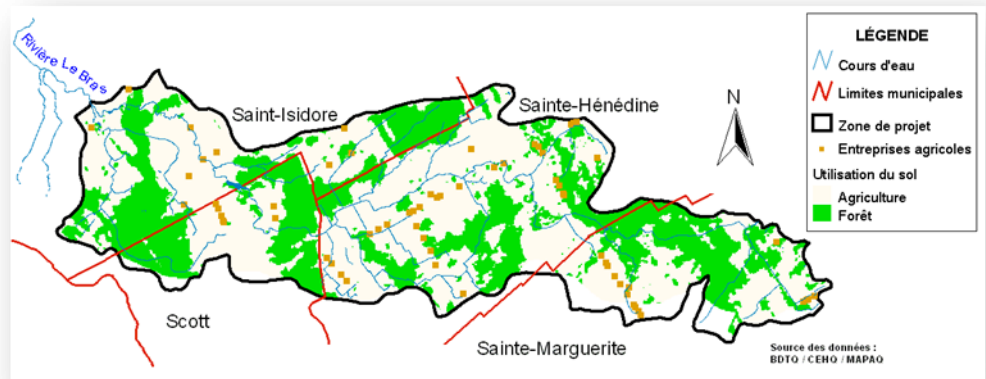 Rivière Le Bras
Saint-Isidore
Sainte-Hénédine
Scott
Sainte-Marguerite
N
LÉGENDE
Cours d'eau
Limites municipales
Zone de projet
Entreprises agricoles
Utilisation du sol
Agriculture
Forêt
Source des données :
BDTQ / CEHQ / MAPAQ